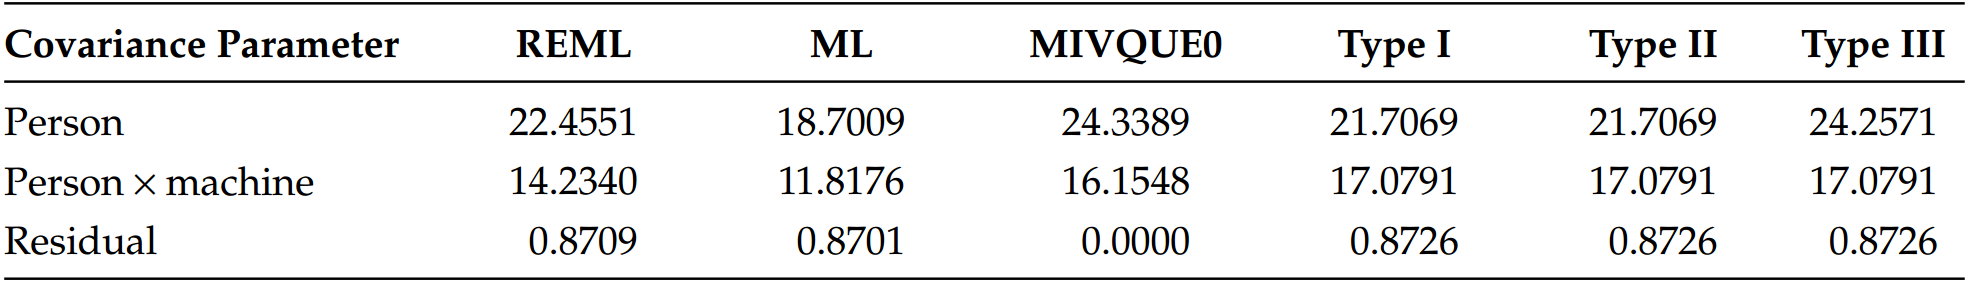 Covariance Parameter REML ML MIVQUE0 Type I Type II Type III
Person 22.4551 18.7009 24.3389 21.7069 21.7069 24.2571
Person × machine 14.2340 11.8176 16.1548 17.0791 17.0791 17.0791
Residual 0.8709 0.8701 0.0000 0.8726 0.8726 0.8726